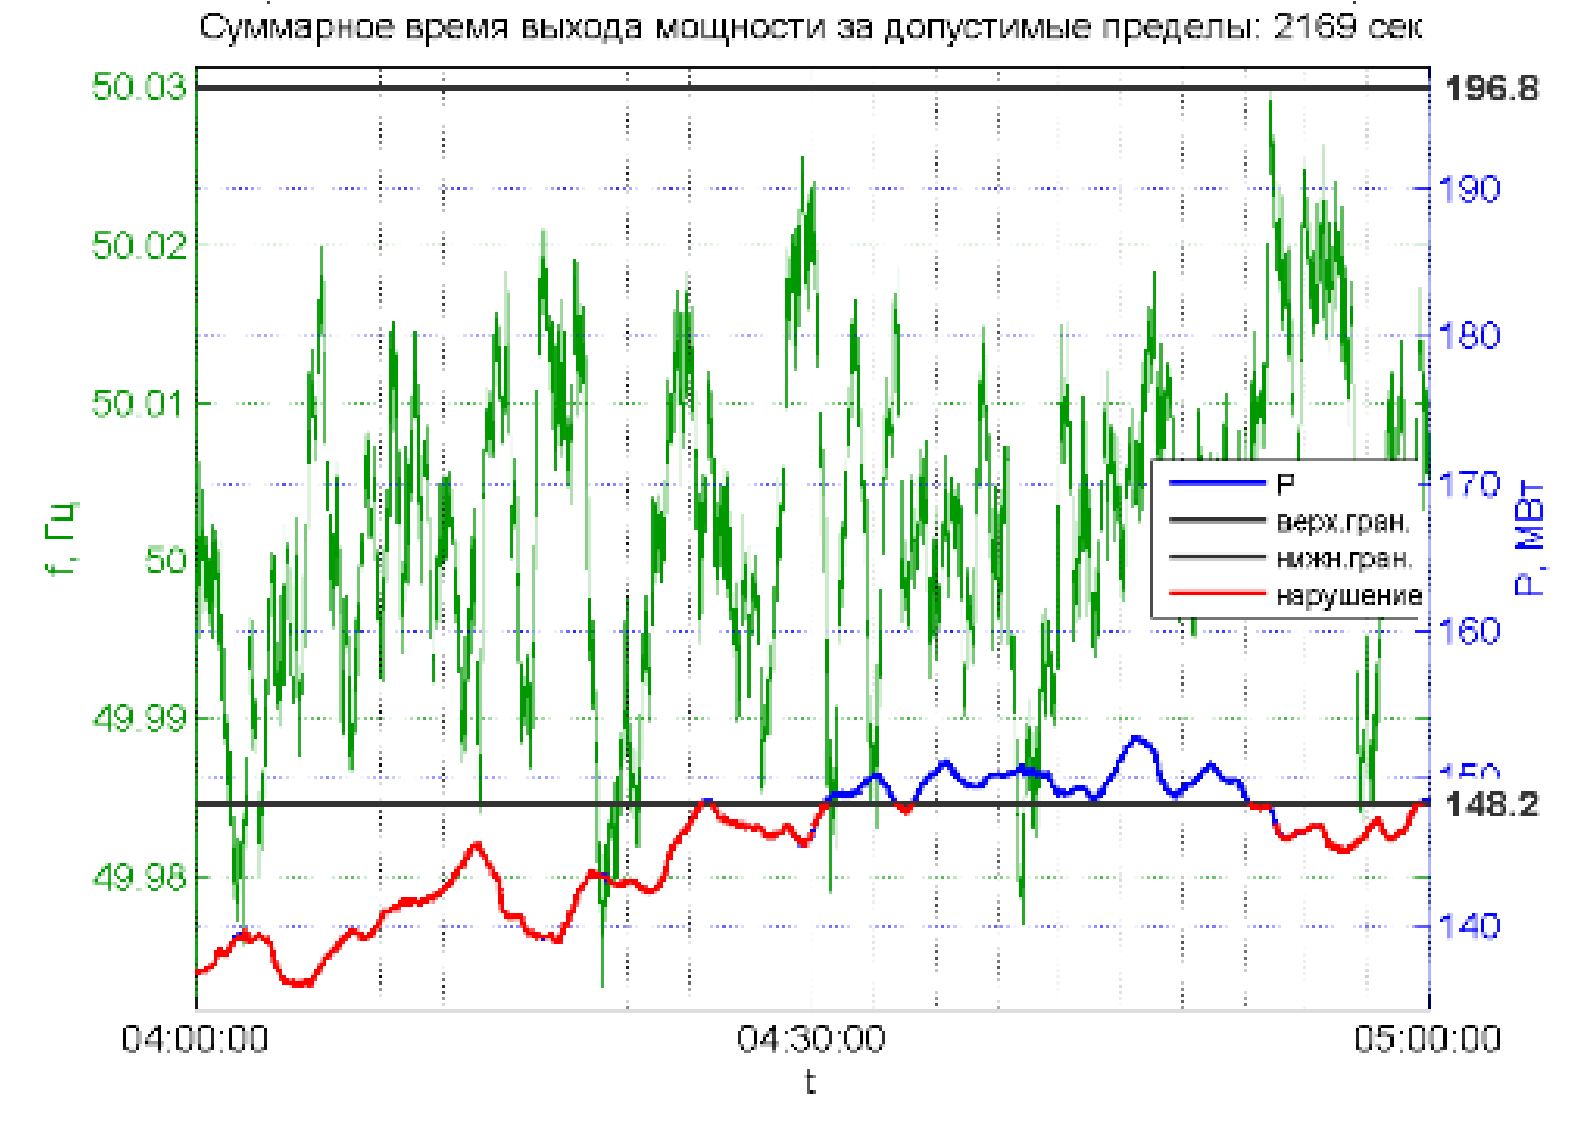 Суммарное время выхода мощности за допустимые пределы: 2169 сек
50.03
50.02
50.01
50
49.99
49.98
f, Гц
196.8
190
180
170
160
150
148.2
140
P, МВт
P
верх.гран.
нижн.гран.
нарушение
04:00:00
04:30:00
05:00:00
t